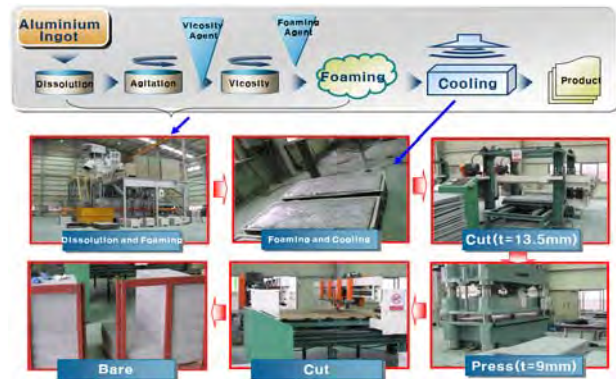 Aluminium
Ingot
Vicosity
Agent
Foaming
Agent
Dissolution
Agitation
Vicosity
Foaming
Cooling
Product
Dissolution and Foaming
Foaming and Cooling
Cut(t=13.5mm)
Bare
Cut
Press(t=9mm)